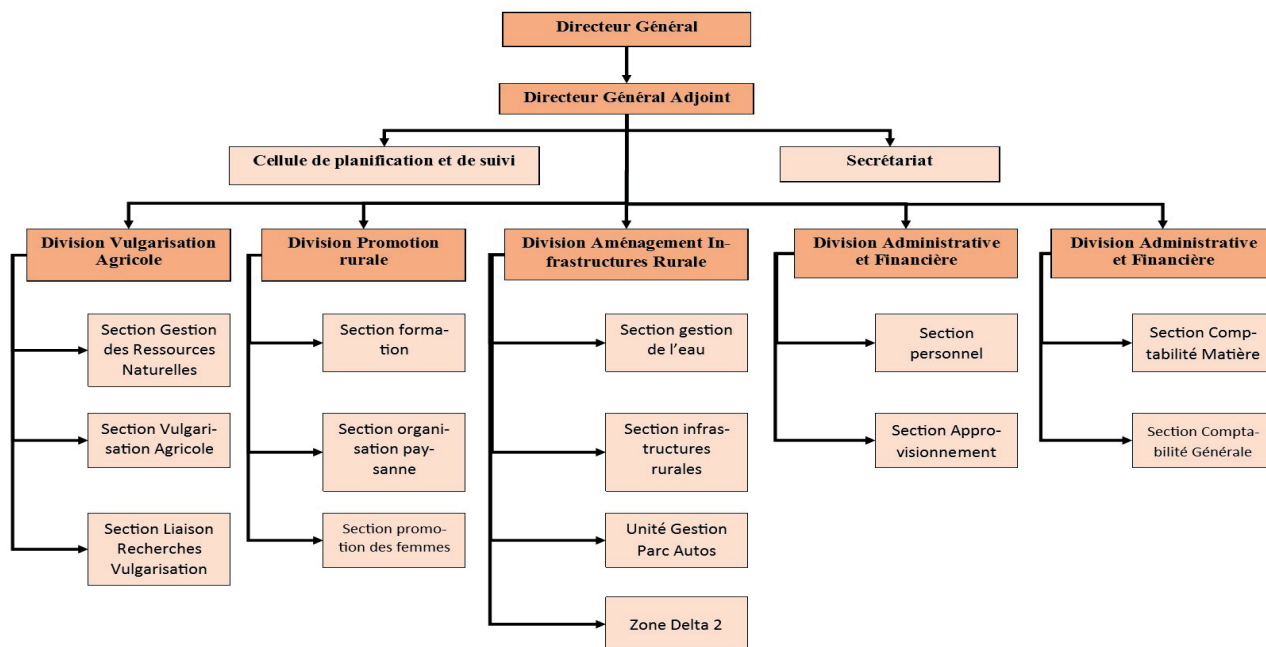 Directeur Général
Directeur Général Adjoint
Cellule de planification et de suivi
Secrétariat
Division Vulgarisation
Agricole
Division Promotion
rurale
Division Aménagement In-
frastructures Rurale
Division Administrative
et Financière
Division Administrative
et Financière
Section Gestion
des Ressources
Naturelles
Section forma-
tion
Section gestion
de l’eau
Section
personnel
Section Comp-
tabilité Matière
Section Vulgari-
sation Agricole
Section organi-
sation pay-
sanne
Section infra-
structures
rurales
Section Appro-
visionnement
Section Compta-
bilité Générale
Section Liaison
Recherches
Vulgarisation
Section promo-
tion des femmes
Unité Gestion
Parc Autos
Zone Delta 2